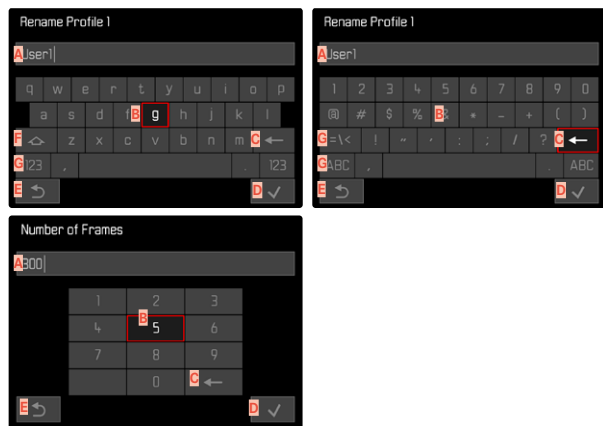 Rename Profile 1
A User1
q w e r t y u i o p
a s d f B g h j k l
F z x c v b n m C ←
G 123 , . 123
E D
Rename Profile 1
A User1
1 2 3 4 5 6 7 8 9 0
@ # $ % B & * - + ( )
G =\< ! " ' : ; / ? C ←
G ABC , . ABC
E D
Number of Frames
A 300
1 2 3
B
4 5 6
7 8 9
0 C ←
E D